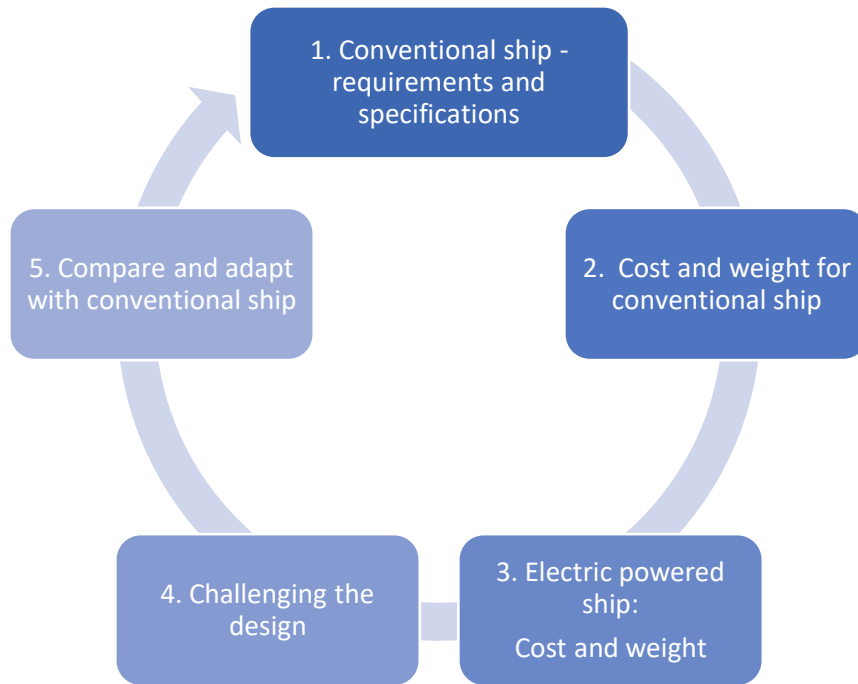 1. Conventional ship -
requirements and
specifications
2. Cost and weight for
conventional ship
3. Electric powered
ship:
Cost and weight
4. Challenging the
design
5. Compare and adapt
with conventional ship